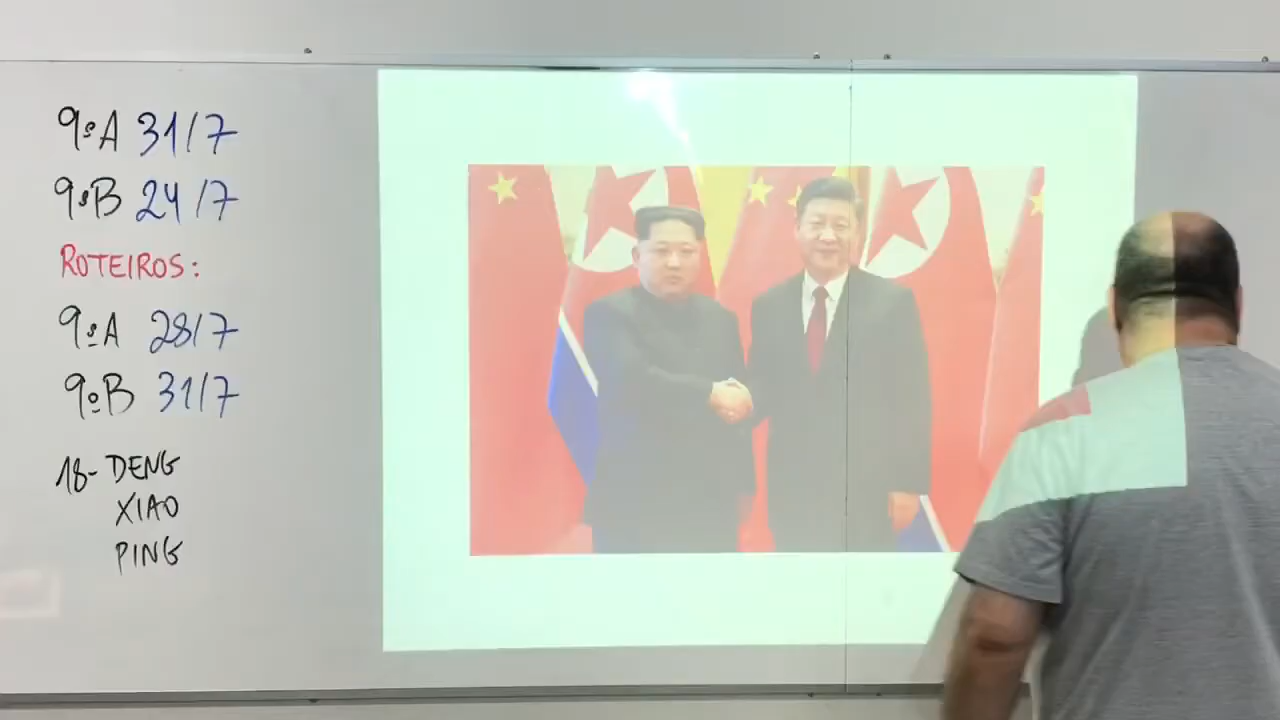 9ºA 31/7
9ºB 24/7
ROTEIROS:
9ºA 28/7
9ºB 31/7
18- DENG
XIAO
PING